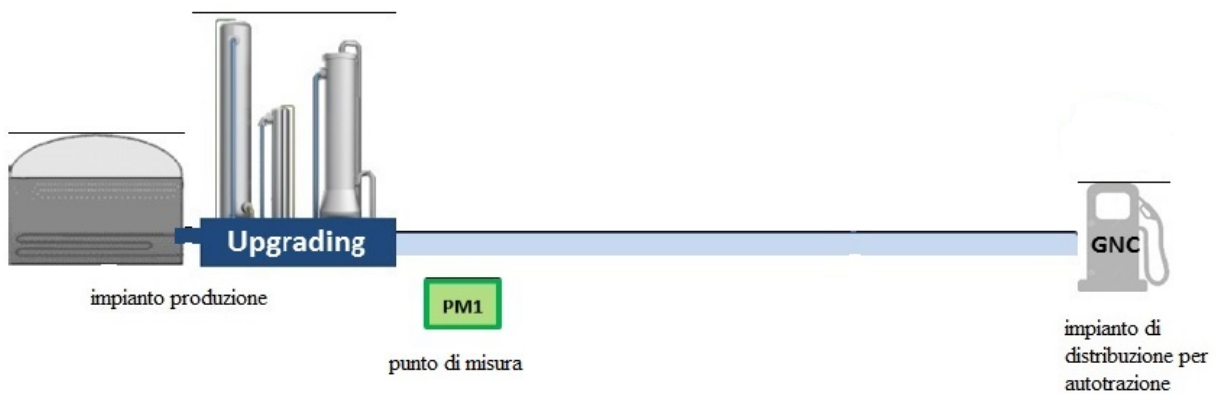 Upgrading
GNC
impianto produzione
PM1
punto di misura
impianto di
distribuzione per
autotrazione